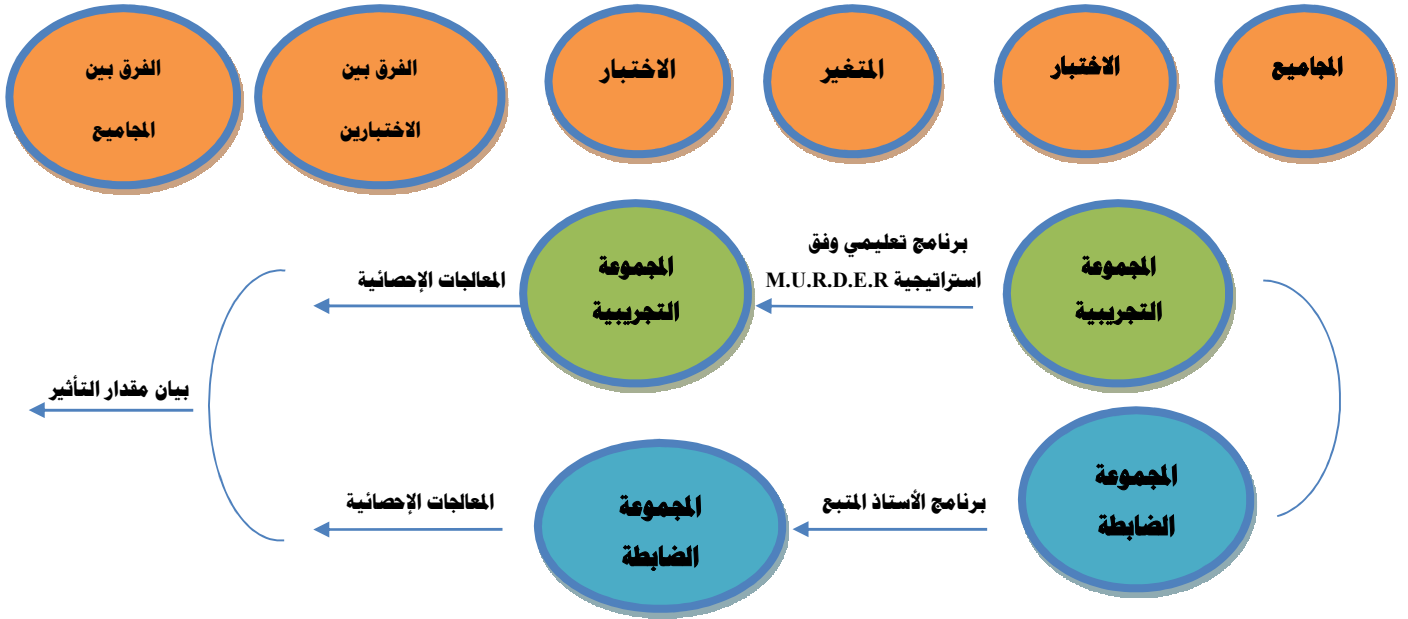 المجاميع
الاختبار
المتغير
الاختبار
الفرق بين
الاختبارين
الفرق بين
المجاميع
المجموعة
التجريبية
برنامج تعليمي وفق
استراتيجية M.U.R.D.E.R
المجموعة
التجريبية
المعالجات الإحصائية
بيان مقدار التأثير
المجموعة
الضابطة
برنامج الأستاذ المتبع
المجموعة
الضابطة
المعالجات الإحصائية